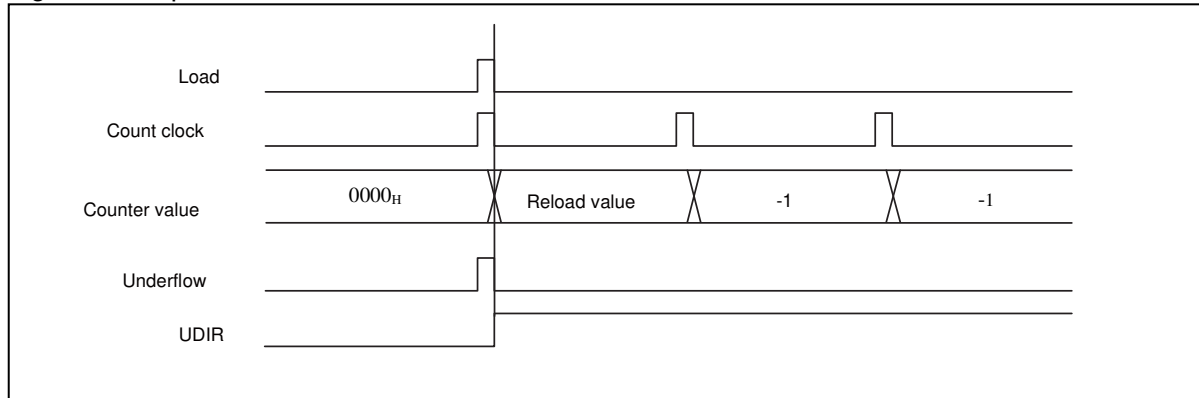 Load
Count clock
Counter value
0000H
Reload value
-1
-1
Underflow
UDIR